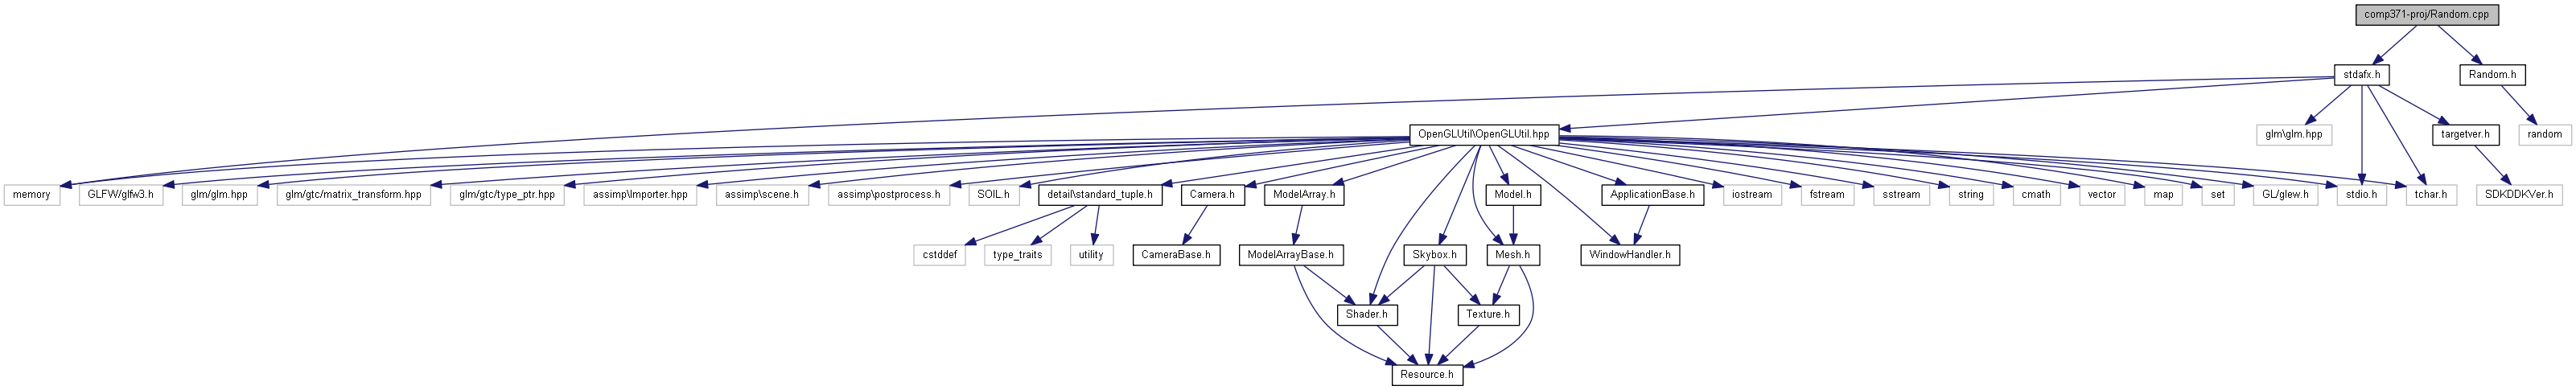 comp371-proj/Random.cpp
stdafx.h
Random.h
OpenGLUtil\OpenGLUtil.hpp
glm\glm.hpp
targetver.h
random
memory
GLFW/glfw3.h
glm/glm.hpp
glm/gtc/matrix_transform.hpp
glm/gtc/type_ptr.hpp
assimp\Importer.hpp
assimp\scene.h
assimp\postprocess.h
SOIL.h
detail\standard_tuple.h
Camera.h
ModelArray.h
Model.h
ApplicationBase.h
iostream
fstream
sstream
string
cmath
vector
map
set
GL/glew.h
stdio.h
tchar.h
SDKDDKVer.h
cstddef
type_traits
utility
CameraBase.h
ModelArrayBase.h
Skybox.h
Mesh.h
WindowHandler.h
Shader.h
Texture.h
Resource.h